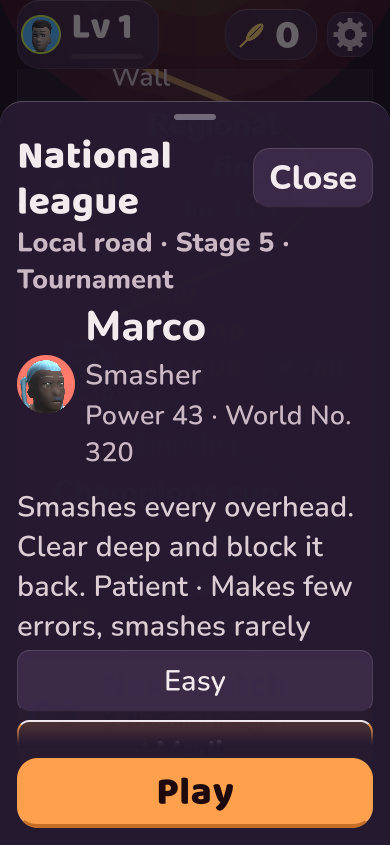 Lv 1
0
Wall
National
league
Close
Local road · Stage 5 ·
Tournament
Marco
Smasher
Power 43 · World No.
320
Smashes every overhead.
Clear deep and block it
back. Patient · Makes few
errors, smashes rarely
Easy
Play